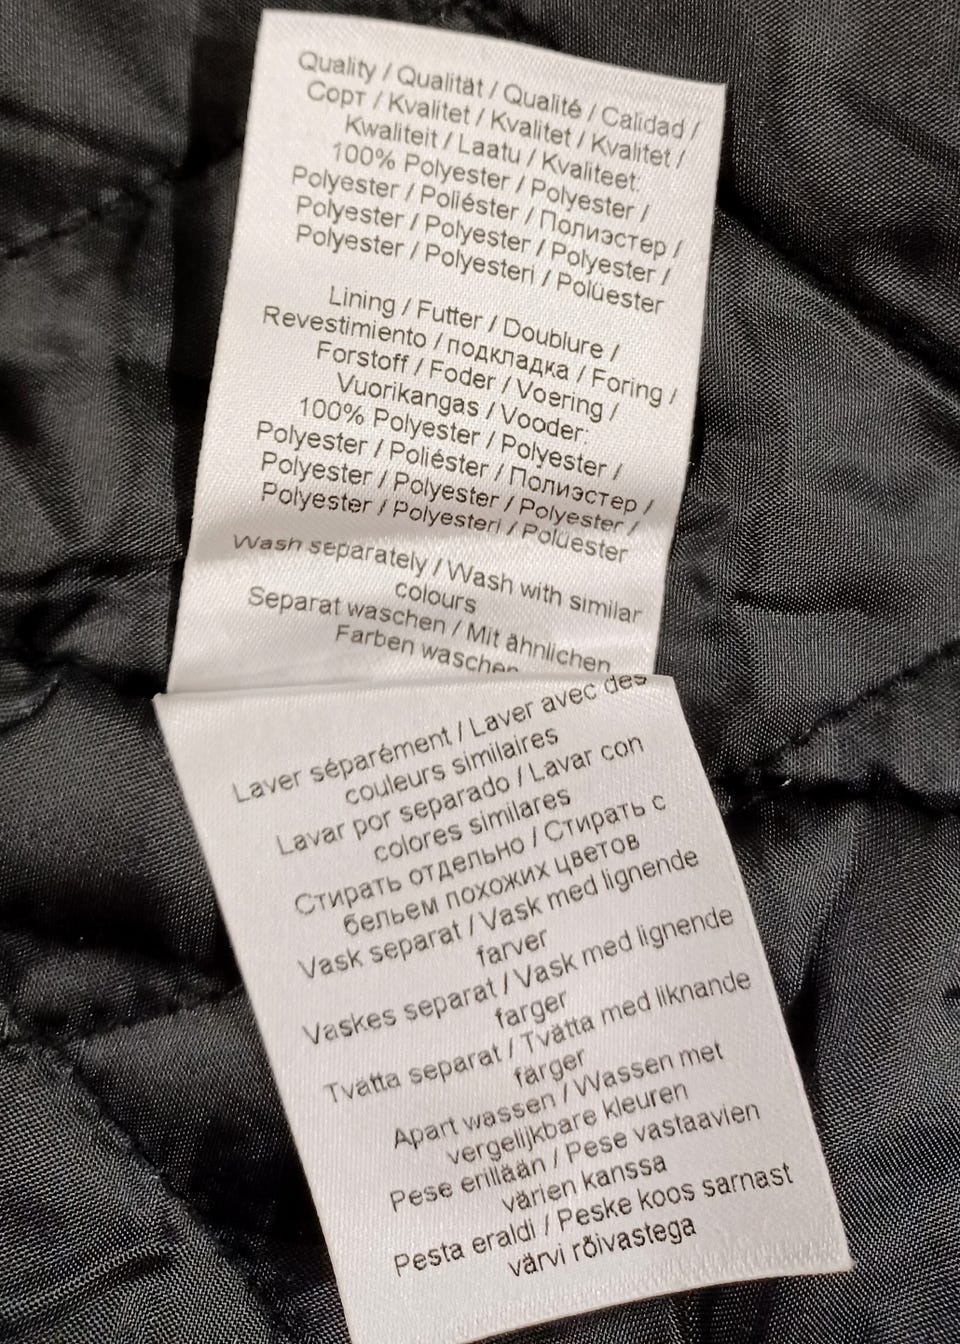 Quality / Qualität / Qualité / Calidad /
Сорт / Kvalitet / Kvalitet / Kvalitet /
Kwaliteit / Laatu / Kvaliteet:
100% Polyester / Polyester /
Polyester / Poliéster / Полиэстер /
Polyester / Polyester / Polyester /
Polyester / Polyesteri / Polüester
Lining / Futter / Doublure /
Revestimiento / подкладка / Foring /
Forstoff / Foder / Voering /
Vuorikangas / Vooder:
100% Polyester / Polyester /
Polyester / Poliéster / Полиэстер /
Polyester / Polyester / Polyester /
Polyester / Polyesteri / Polüester
Wash separately / Wash with similar
colours
Separat waschen / Mit ähnlichen
Farben waschen
Laver séparément / Laver avec des
couleurs similaires
Lavar por separado / Lavar con
colores similares
Стирать отдельно / Стирать с
бельем похожих цветов
Vask separat / Vask med lignende
farver
Vaskes separat / Vask med lignende
farger
Tvätta separat / Tvätta med liknande
färger
Apart wassen / Wassen met
vergelijkbare kleuren
Pese erillään / Pese vastaavien
värien kanssa
Pesta eraldi / Peske koos sarnast
värvi rõivastega